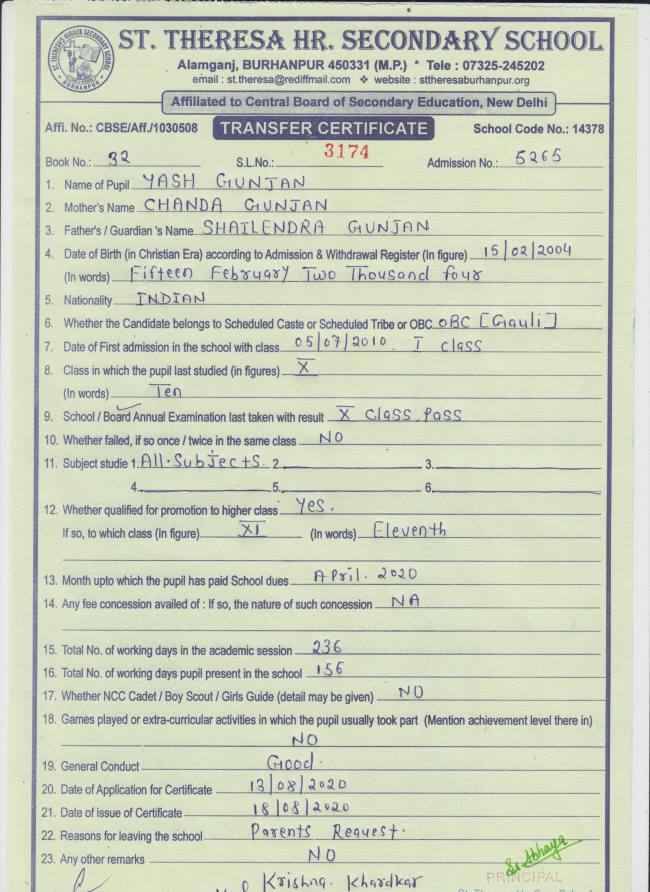 ST. THERESA'S HIGHER SECONDARY SCHOOL
BURHANPUR
ST. THERESA HR. SECONDARY SCHOOL
Alamganj, BURHANPUR 450331 (M.P.) * Tele : 07325-245202
email : st.theresa@rediffmail.com ❖ website : sttheresaburhanpur.org
Affiliated to Central Board of Secondary Education, New Delhi
Affi. No.: CBSE/Aff./1030508 TRANSFER CERTIFICATE School Code No.: 14378
Book No.: 32 S.L.No.: 3174 Admission No.: 5265
1. Name of Pupil YASH GUNJAN
2. Mother's Name CHANDA GUNJAN
3. Father's / Guardian 's Name SHAILENDRA GUNJAN
4. Date of Birth (in Christian Era) according to Admission & Withdrawal Register (In figure) 15/02/2004
(In words) Fifteen February Two Thousand four
5. Nationality INDIAN
6. Whether the Candidate belongs to Scheduled Caste or Scheduled Tribe or OBC OBC [Gauli]
7. Date of First admission in the school with class 05/07/2010. I class
8. Class in which the pupil last studied (in figures) X
(In words) Ten
9. School / Board Annual Examination last taken with result X class, Pass
10. Whether failed, if so once / twice in the same class NO
11. Subject studie 1. All.Subjects. 2. 3.
4. 5. 6.
12. Whether qualified for promotion to higher class Yes.
If so, to which class (In figure) XI (In words) Eleventh
13. Month upto which the pupil has paid School dues April. 2020
14. Any fee concession availed of : If so, the nature of such concession NA
15. Total No. of working days in the academic session 236
16. Total No. of working days pupil present in the school 156
17. Whether NCC Cadet / Boy Scout / Girls Guide (detail may be given) NO
18. Games played or extra-curricular activities in which the pupil usually took part (Mention achievement level there in)
NO
19. General Conduct Good.
20. Date of Application for Certificate 13/08/2020
21. Date of issue of Certificate 18/08/2020
22. Reasons for leaving the school Parents Request.
23. Any other remarks NO
Sr. Abhaya
PRINCIPAL
Krishna. Khardkar